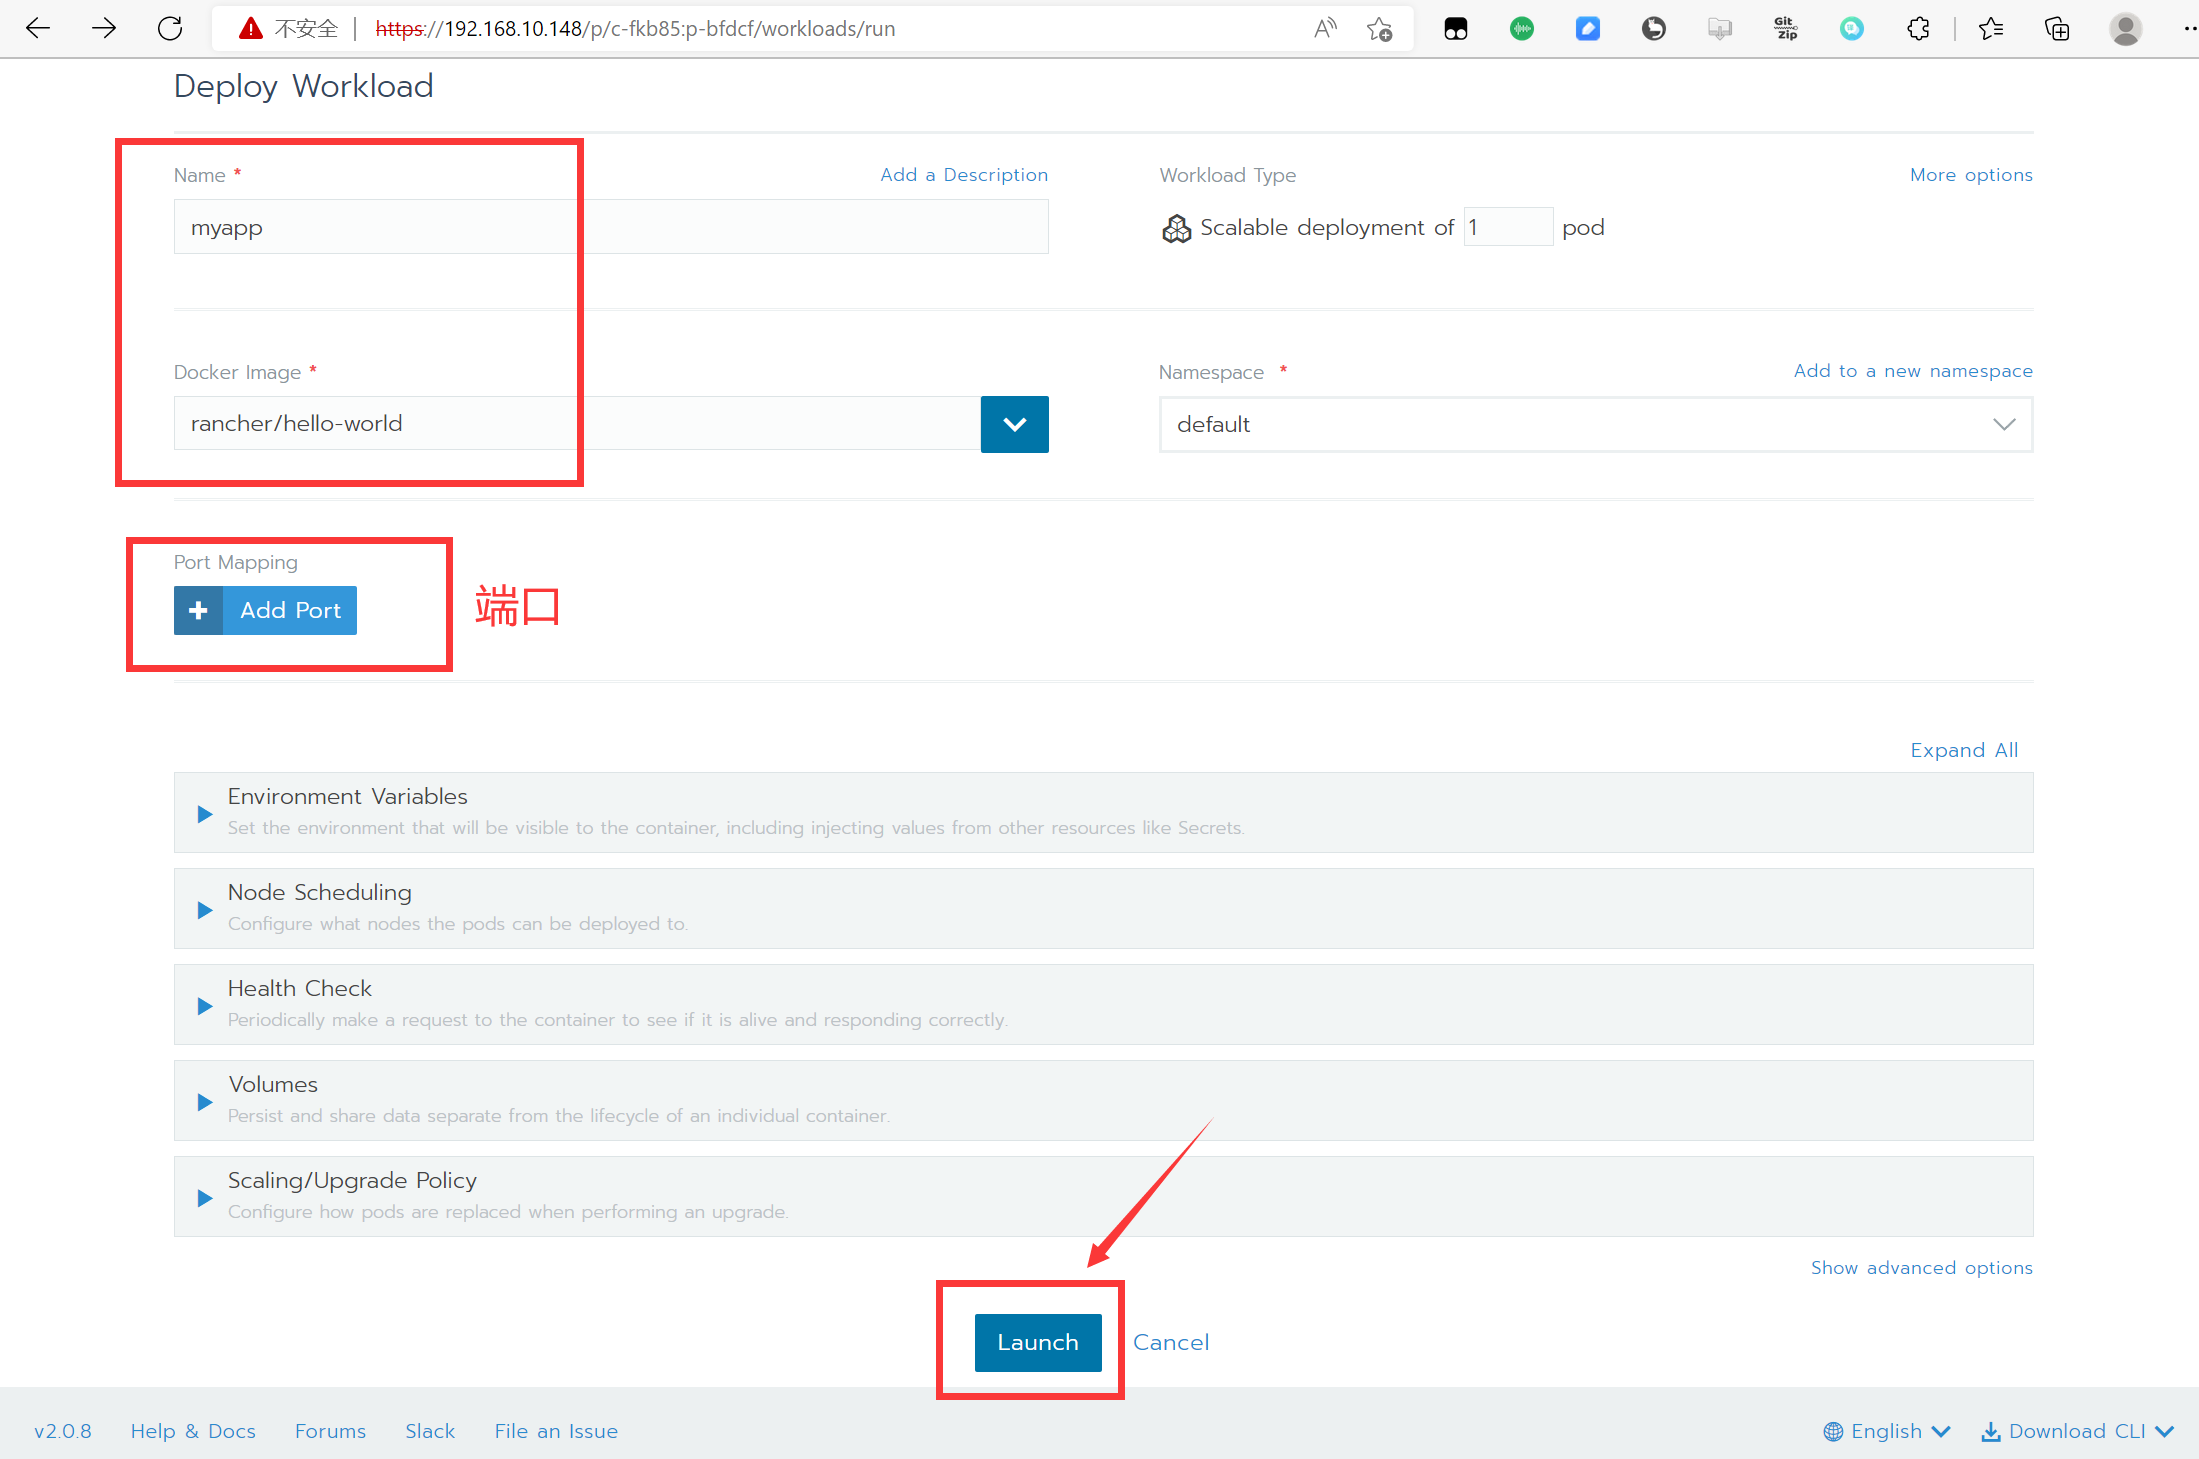 不安全 https://192.168.10.148/p/c-fkb85:p-bfdcf/workloads/run
Git Zip
Deploy Workload
Name * Add a Description Workload Type More options
myapp Scalable deployment of 1 pod
Docker Image * Namespace * Add to a new namespace
rancher/hello-world default
Port Mapping
Add Port 端口
Expand All
Environment Variables
Set the environment that will be visible to the container, including injecting values from other resources like Secrets.
Node Scheduling
Configure what nodes the pods can be deployed to.
Health Check
Periodically make a request to the container to see if it is alive and responding correctly.
Volumes
Persist and share data separate from the lifecycle of an individual container.
Scaling/Upgrade Policy
Configure how pods are replaced when performing an upgrade.
Show advanced options
Launch Cancel
v2.0.8 Help & Docs Forums Slack File an Issue English Download CLI